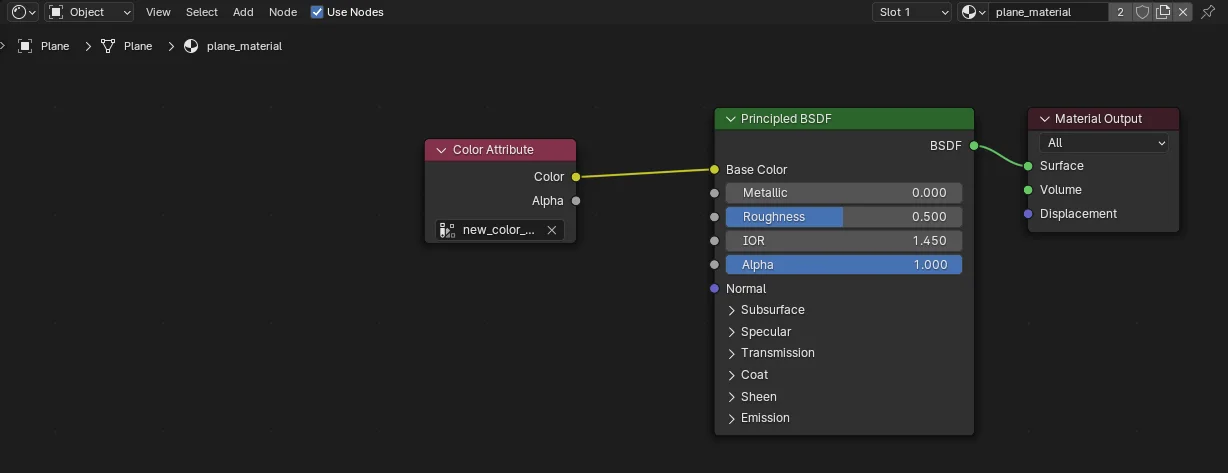 Object View Select Add Node Use Nodes Slot 1 plane_material 2
Plane Plane plane_material
Color Attribute
Color
Alpha
new_color_...
Principled BSDF
BSDF
Base Color
Metallic 0.000
Roughness 0.500
IOR 1.450
Alpha 1.000
Normal
Subsurface
Specular
Transmission
Coat
Sheen
Emission
Material Output
All
Surface
Volume
Displacement